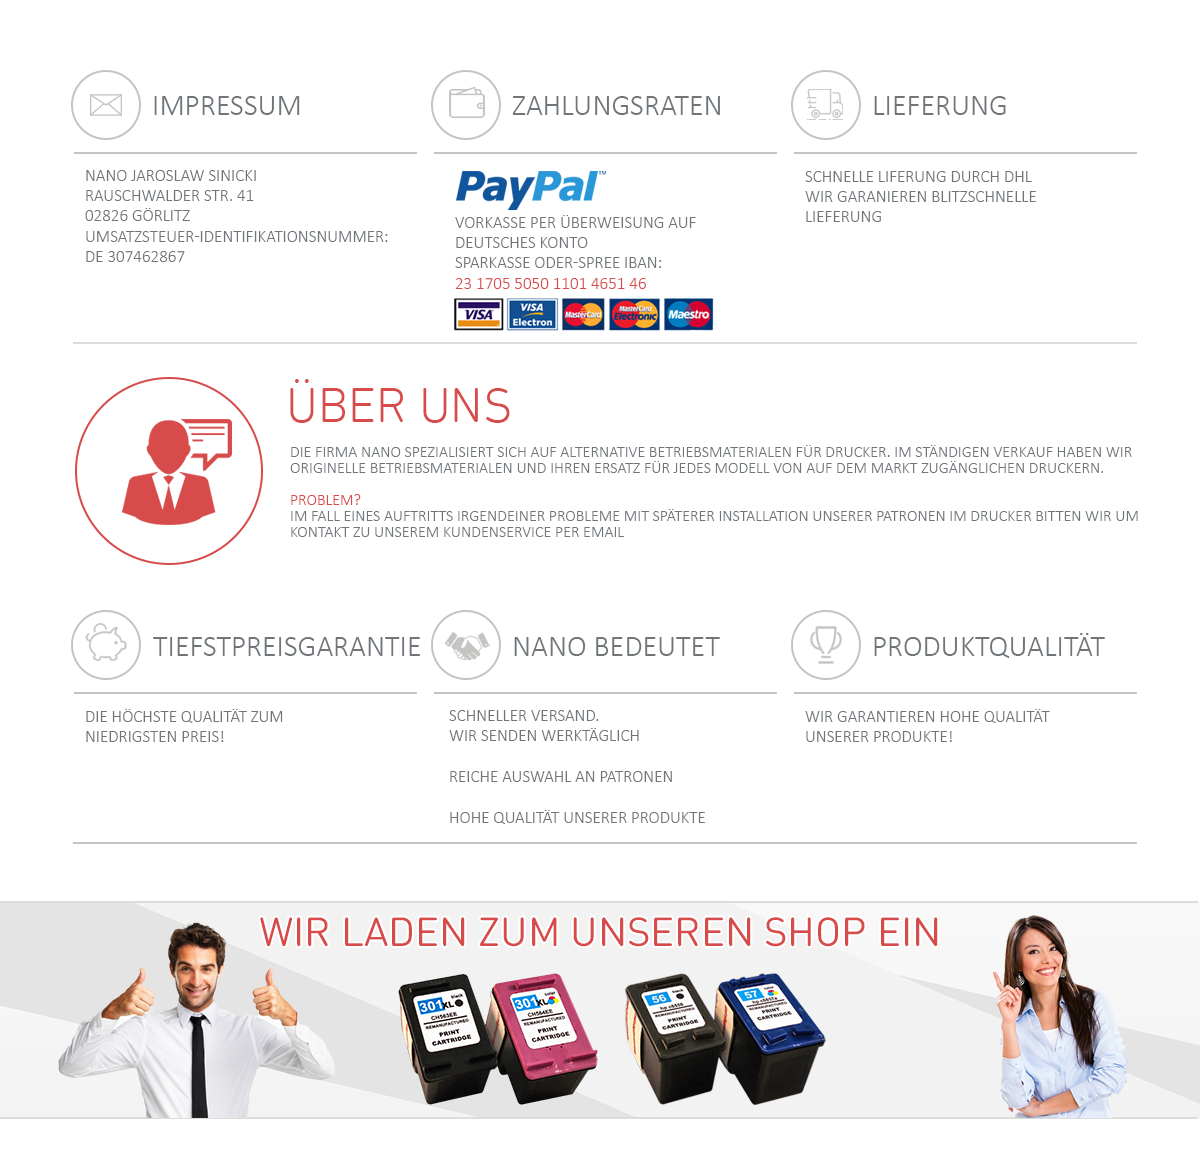 IMPRESSUM
NANO JAROSLAW SINICKI
RAUSCHWALDER STR. 41
02826 GÖRLITZ
UMSATZSTEUER-IDENTIFIKATIONSNUMMER:
DE 307462867
ZAHLUNGSRATEN
PayPal™
VORKASSE PER ÜBERWEISUNG AUF
DEUTSCHES KONTO
SPARKASSE ODER-SPREE IBAN:
23 1705 5050 1101 4651 46
VISA
VISA Electron
MasterCard
MasterCard Electronic
Maestro
LIEFERUNG
SCHNELLE LIFERUNG DURCH DHL
WIR GARANIEREN BLITZSCHNELLE
LIEFERUNG
ÜBER UNS
DIE FIRMA NANO SPEZIALISIERT SICH AUF ALTERNATIVE BETRIEBSMATERIALEN FÜR DRUCKER. IM STÄNDIGEN VERKAUF HABEN WIR
ORIGINELLE BETRIEBSMATERIALEN UND IHREN ERSATZ FÜR JEDES MODELL VON AUF DEM MARKT ZUGÄNGLICHEN DRUCKERN.
PROBLEM?
IM FALL EINES AUFTRITTS IRGENDEINER PROBLEME MIT SPÄTERER INSTALLATION UNSERER PATRONEN IM DRUCKER BITTEN WIR UM
KONTAKT ZU UNSEREM KUNDENSERVICE PER EMAIL
TIEFSTPREISGARANTIE
DIE HÖCHSTE QUALITÄT ZUM
NIEDRIGSTEN PREIS!
NANO BEDEUTET
SCHNELLER VERSAND.
WIR SENDEN WERKTÄGLICH
REICHE AUSWAHL AN PATRONEN
HOHE QUALITÄT UNSERER PRODUKTE
PRODUKTQUALITÄT
WIR GARANTIEREN HOHE QUALITÄT
UNSERER PRODUKTE!
WIR LADEN ZUM UNSEREN SHOP EIN
301XL black
CH563EE
REMANUFACTURED
PRINT
CARTRIDGE
301XL color
CH564EE
REMANUFACTURED
PRINT
CARTRIDGE
56 black
hp c6656
REMANUFACTURED
PRINT
CARTRIDGE
57 color
hp c6657a
REMANUFACTURED
PRINT
CARTRIDGE